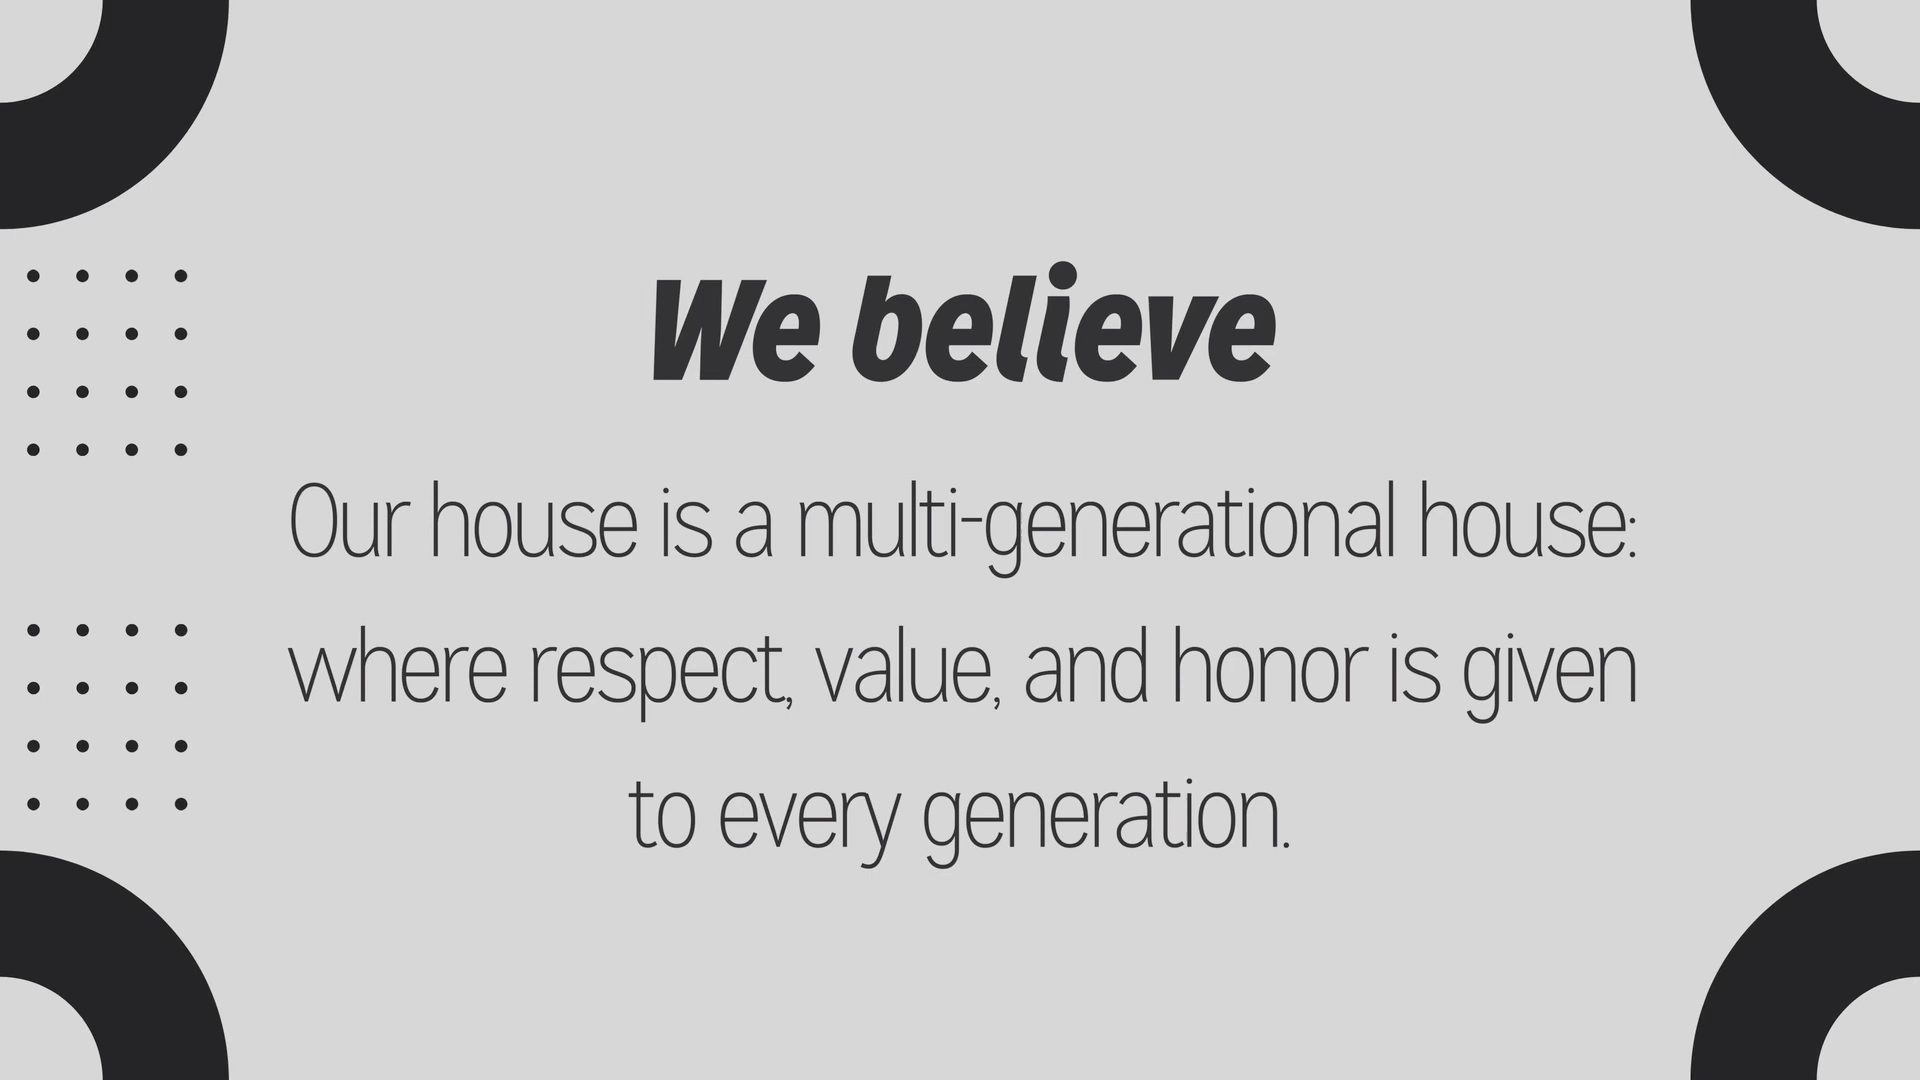 We believe
Our house is a multi-generational house:
where respect, value, and honor is given
to every generation.